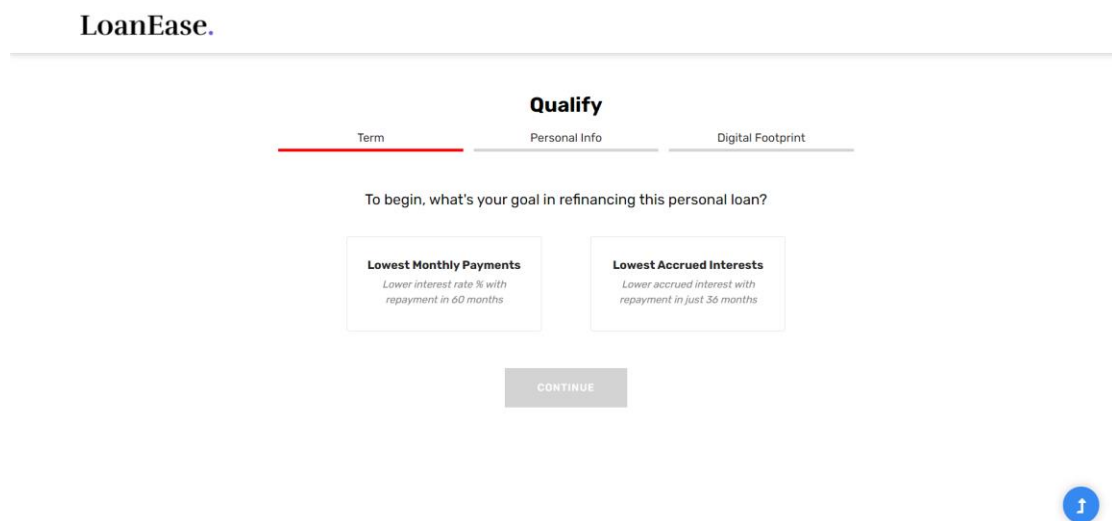 LoanEase.
Qualify
Term
Personal Info
Digital Footprint
To begin, what's your goal in refinancing this personal loan?
Lowest Monthly Payments
Lower interest rate % with
repayment in 60 months
Lowest Accrued Interests
Lower accrued interest with
repayment in just 36 months
CONTINUE